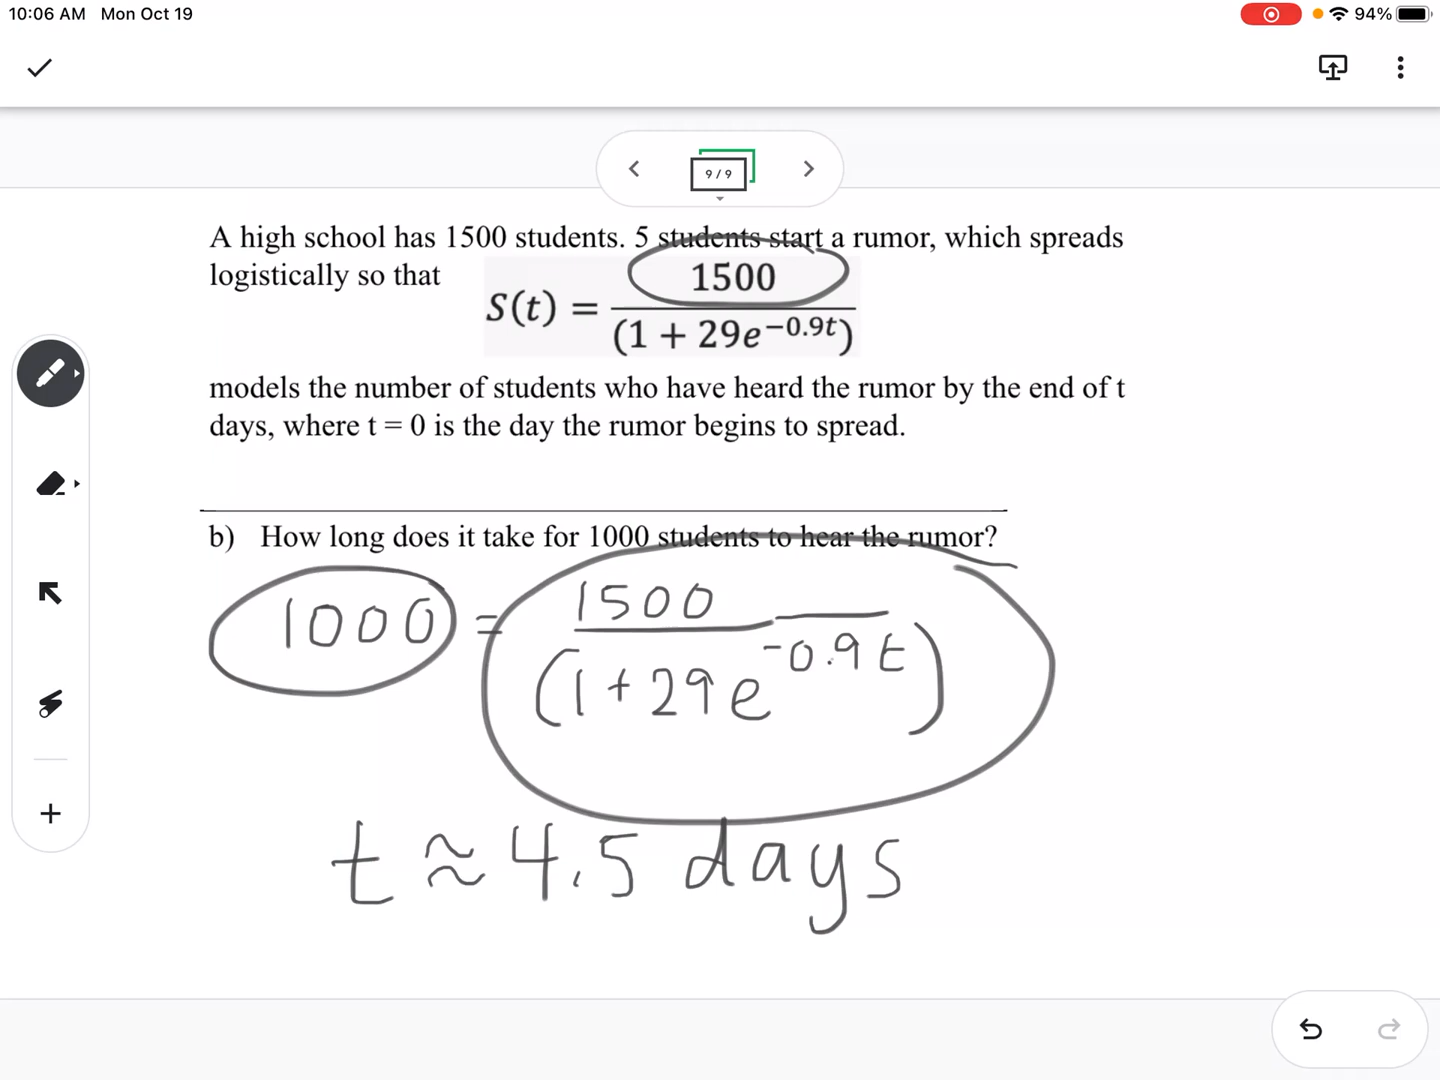 10:06 AM Mon Oct 19
94%
9 / 9
A high school has 1500 students. 5 students start a rumor, which spreads
logistically so that
S(t) = 1500 / (1 + 29e^−0.9t)
models the number of students who have heard the rumor by the end of t
days, where t = 0 is the day the rumor begins to spread.
b) How long does it take for 1000 students to hear the rumor?
1000 = 1500 / (1+29e^-0.9t)
t ≈ 4.5 days